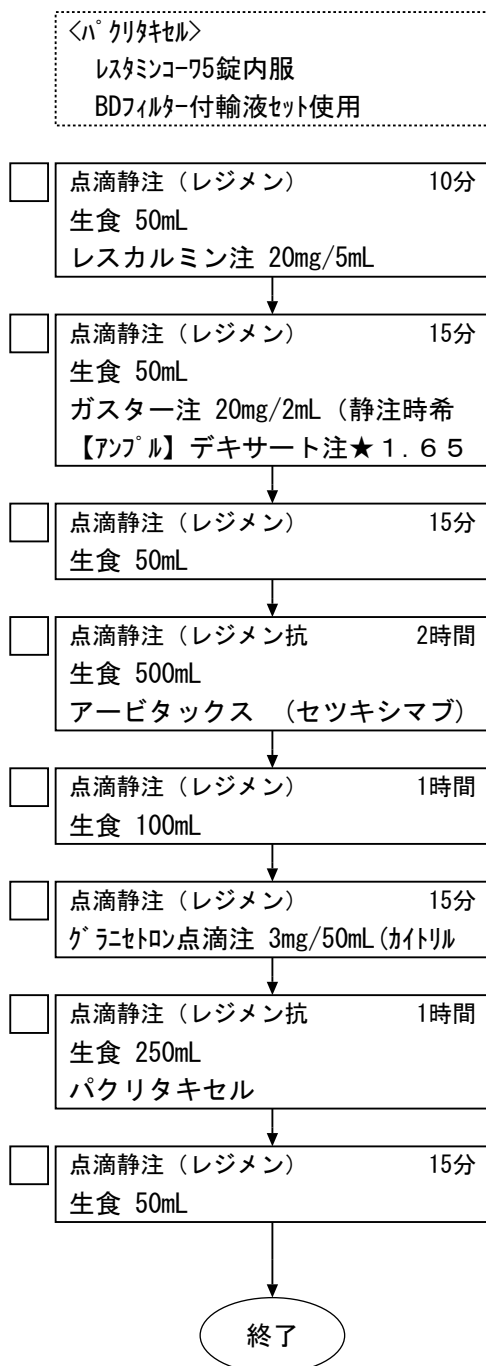 <ﾊﾟｸﾘﾀｷｾﾙ>
ﾚｽﾀﾐﾝｺｰﾜ5錠内服
BDﾌｨﾙﾀｰ付輸液ｾｯﾄ使用
点滴静注（レジメン） 10分
生食 50mL
レスカルミン注 20mg/5mL
点滴静注（レジメン） 15分
生食 50mL
ガスター注 20mg/2mL（静注時希
【ｱﾝﾌﾟﾙ】デキサート注★１.６５
点滴静注（レジメン） 15分
生食 50mL
点滴静注（レジメン抗 2時間
生食 500mL
アービタックス （セツキシマブ）
点滴静注（レジメン） 1時間
生食 100mL
点滴静注（レジメン） 15分
ｸﾞﾗﾆｾﾄﾛﾝ点滴注 3mg/50mL(ｶｲﾄﾘﾙ
点滴静注（レジメン抗 1時間
生食 250mL
パクリタキセル
点滴静注（レジメン） 15分
生食 50mL
終了